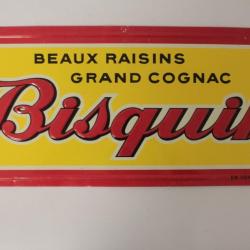 BEAUX RAISINS
GRAND COGNAC
Bisquit